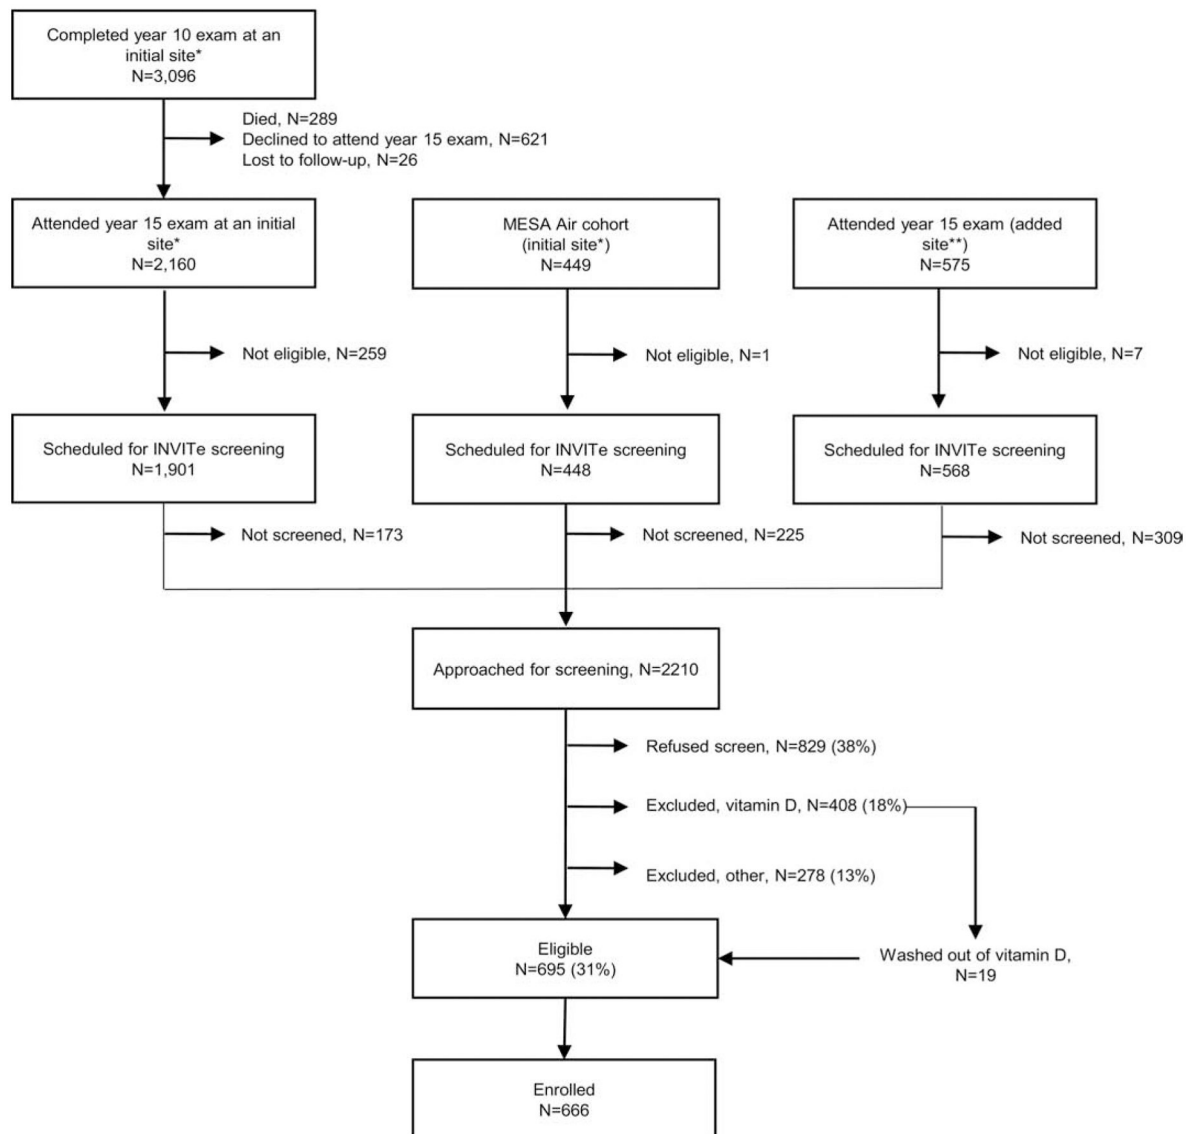 Completed year 10 exam at an
initial site*
N=3,096
Died, N=289
Declined to attend year 15 exam, N=621
Lost to follow-up, N=26
Attended year 15 exam at an initial
site*
N=2,160
MESA Air cohort
(initial site*)
N=449
Attended year 15 exam (added
site**)
N=575
Not eligible, N=259
Not eligible, N=1
Not eligible, N=7
Scheduled for INVITe screening
N=1,901
Scheduled for INVITe screening
N=448
Scheduled for INVITe screening
N=568
Not screened, N=173
Not screened, N=225
Not screened, N=309
Approached for screening, N=2210
Refused screen, N=829 (38%)
Excluded, vitamin D, N=408 (18%)
Excluded, other, N=278 (13%)
Eligible
N=695 (31%)
Washed out of vitamin D,
N=19
Enrolled
N=666